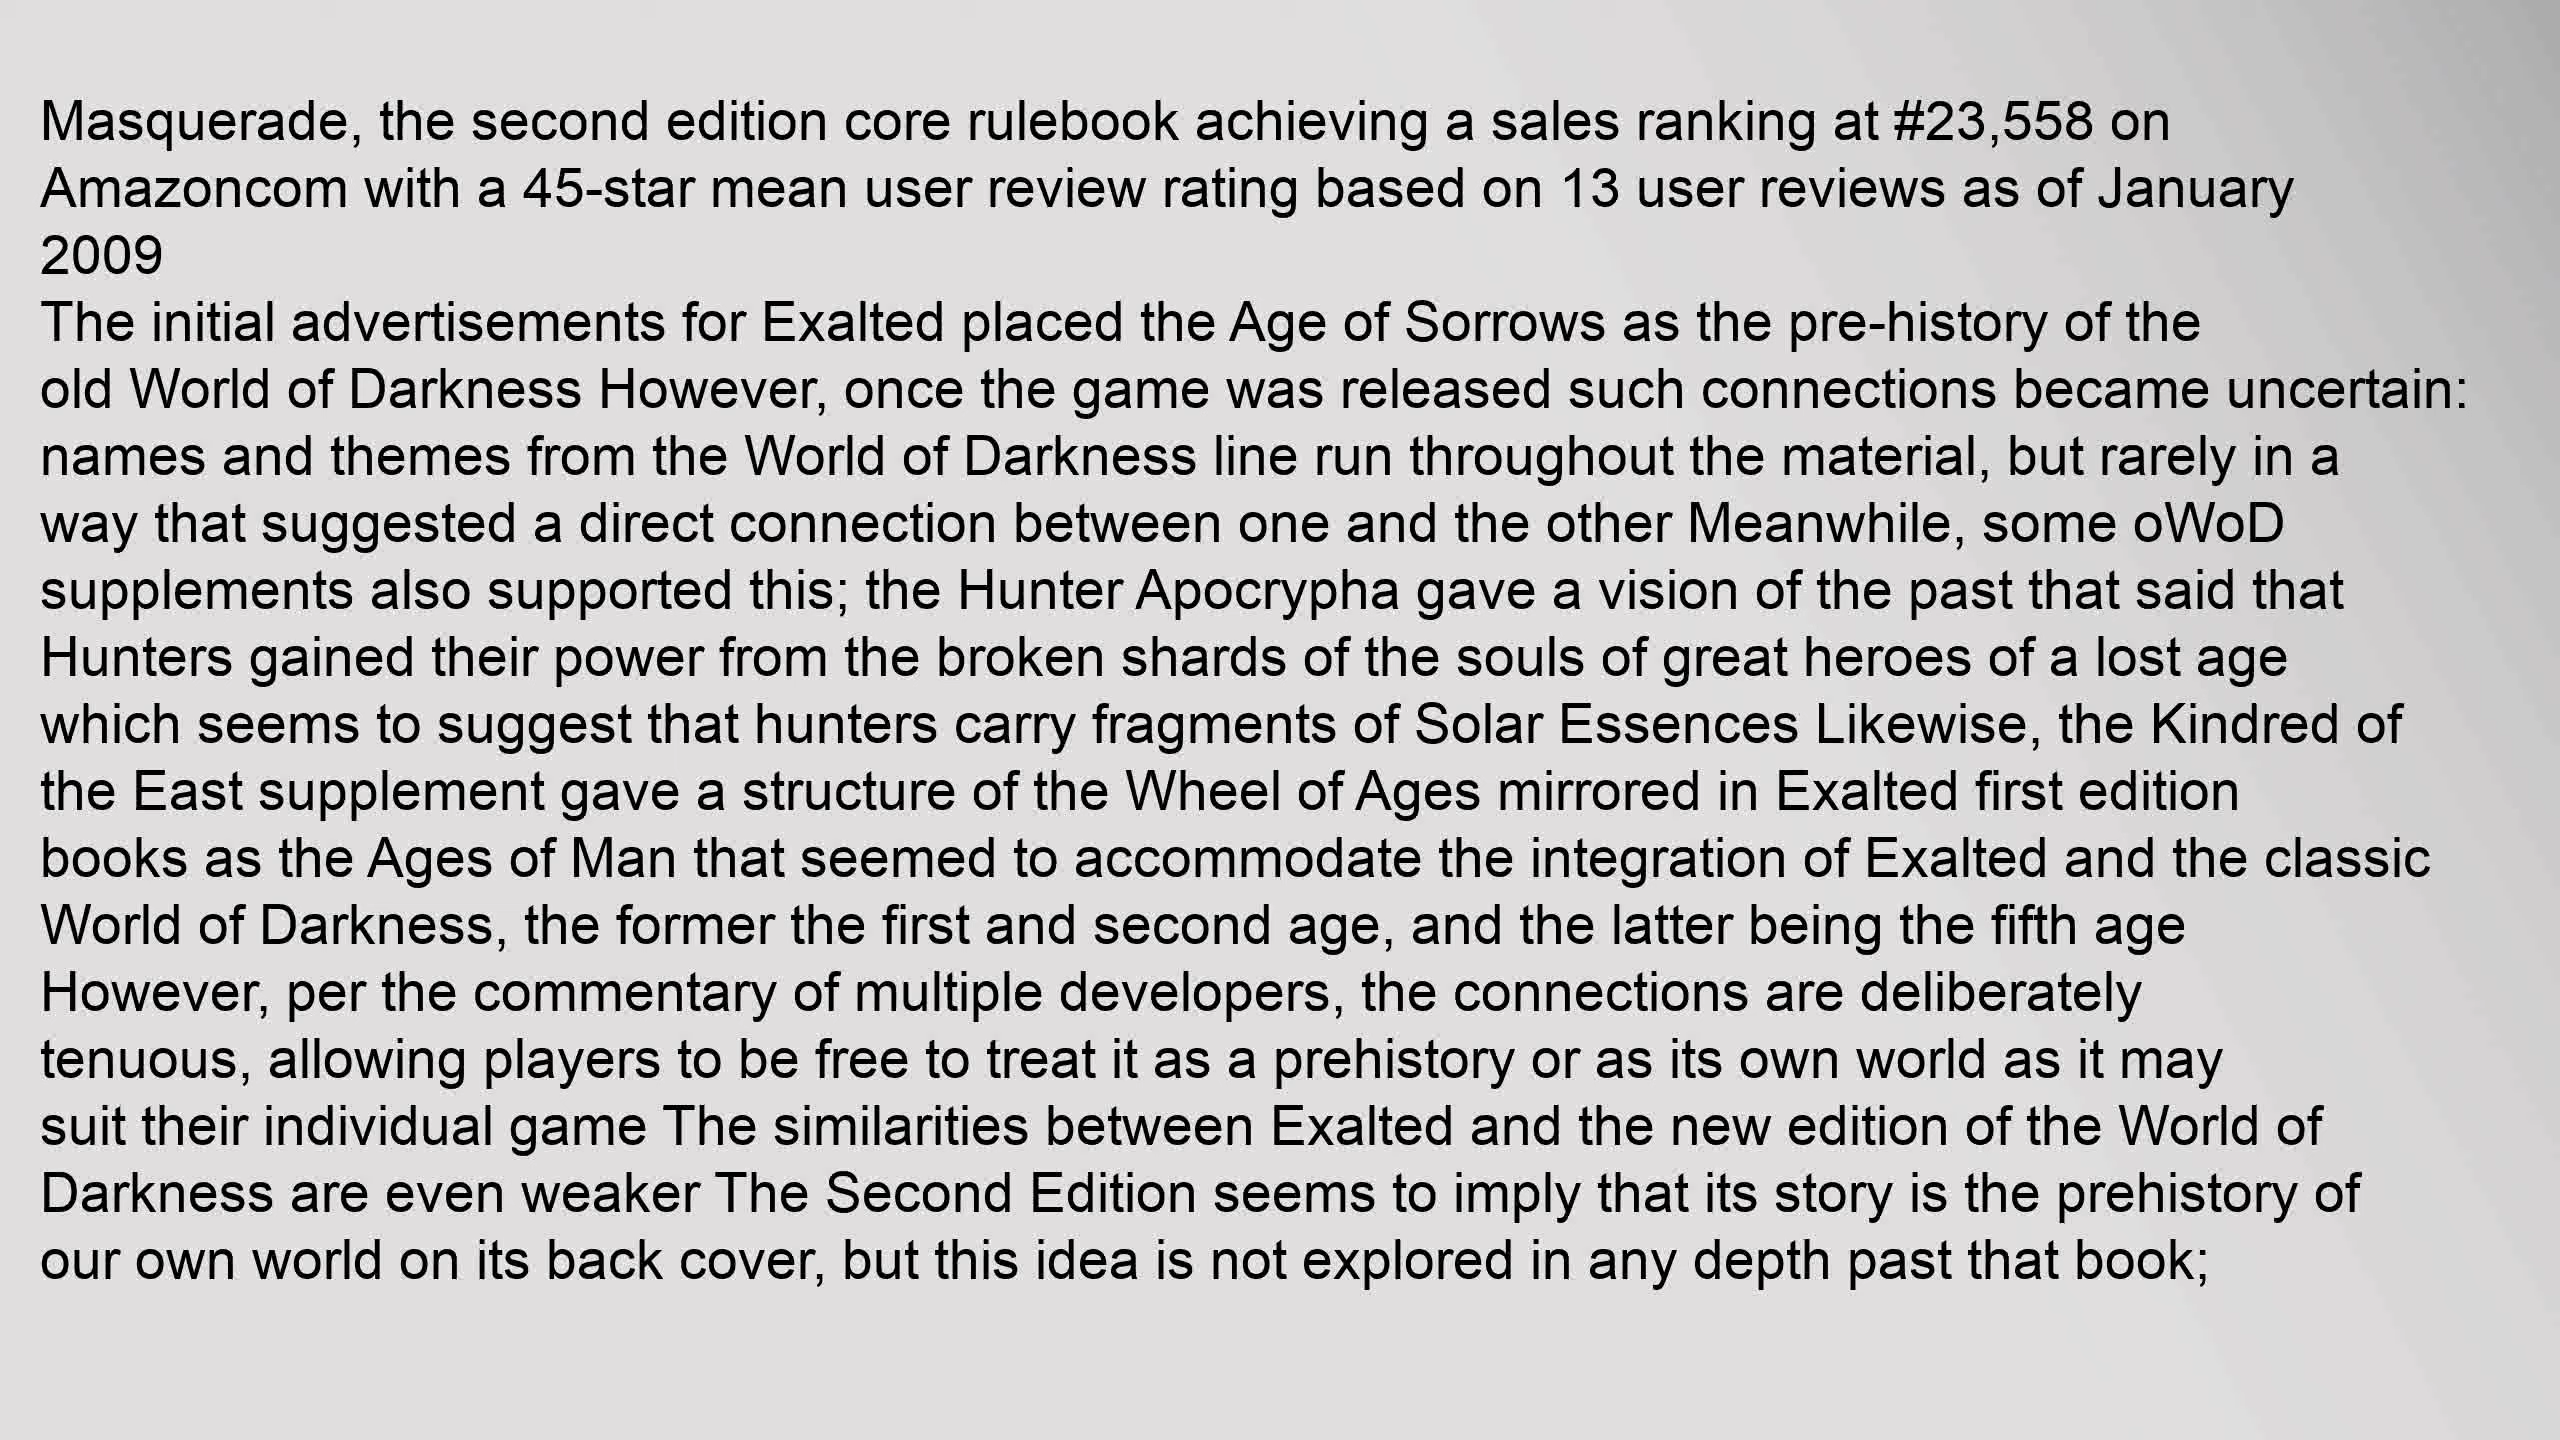 Masquerade, the second edition core rulebook achieving a sales ranking at #23,558 on
Amazoncom with a 45-star mean user review rating based on 13 user reviews as of January
2009
The initial advertisements for Exalted placed the Age of Sorrows as the pre-history of the
old World of Darkness However, once the game was released such connections became uncertain:
names and themes from the World of Darkness line run throughout the material, but rarely in a
way that suggested a direct connection between one and the other Meanwhile, some oWoD
supplements also supported this; the Hunter Apocrypha gave a vision of the past that said that
Hunters gained their power from the broken shards of the souls of great heroes of a lost age
which seems to suggest that hunters carry fragments of Solar Essences Likewise, the Kindred of
the East supplement gave a structure of the Wheel of Ages mirrored in Exalted first edition
books as the Ages of Man that seemed to accommodate the integration of Exalted and the classic
World of Darkness, the former the first and second age, and the latter being the fifth age
However, per the commentary of multiple developers, the connections are deliberately
tenuous, allowing players to be free to treat it as a prehistory or as its own world as it may
suit their individual game The similarities between Exalted and the new edition of the World of
Darkness are even weaker The Second Edition seems to imply that its story is the prehistory of
our own world on its back cover, but this idea is not explored in any depth past that book;